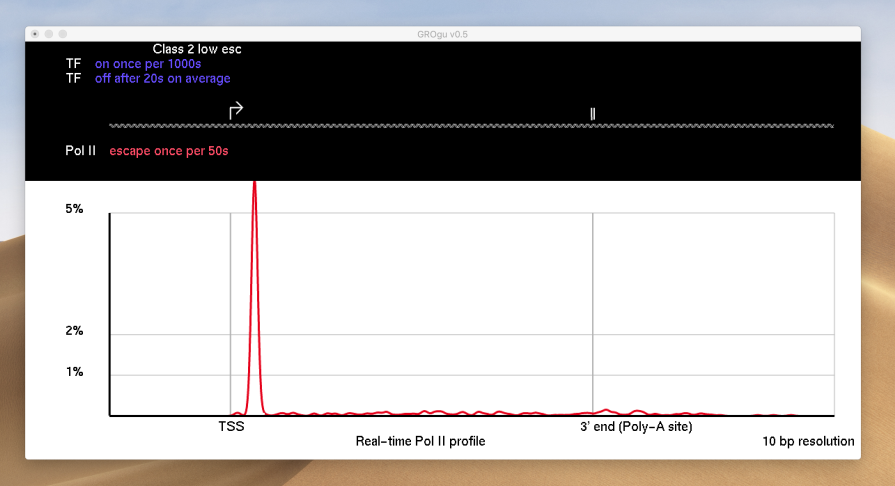 GROgu v0.5
Class 2 low esc
TF on once per 1000s
TF off after 20s on average
Pol II escape once per 50s
5%
2%
1%
TSS
3' end (Poly-A site)
Real-time Pol II profile
10 bp resolution